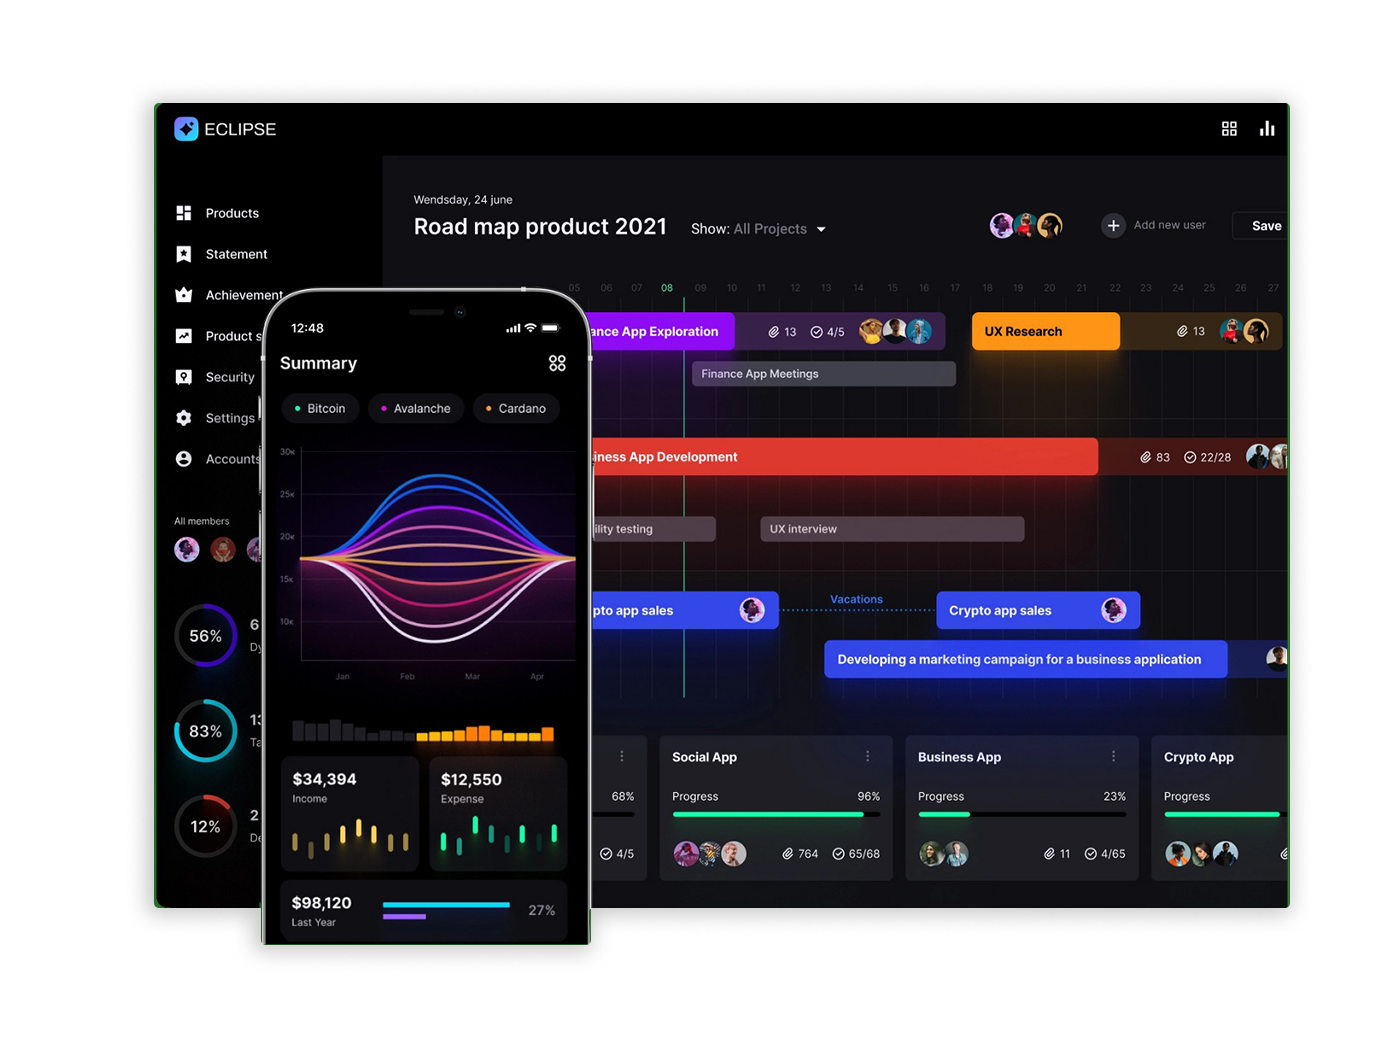 ECLIPSE
Products
Statement
Achievement
Product s
Security
Settings
Accounts
All members
56%
6
Dy
83%
13
Ta
12%
2
De
Wendsday, 24 june
Road map product 2021
Show: All Projects
Add new user
Save
05 06 07 08 09 10 11 12 13 14 15 16 17 18 19 20 21 22 23 24 25 26 27
ance App Exploration
13
4/5
UX Research
13
Finance App Meetings
iness App Development
83
22/28
ility testing
UX interview
pto app sales
Vacations
Crypto app sales
Developing a marketing campaign for a business application
68%
4/5
Social App
Progress
96%
764
65/68
Business App
Progress
23%
11
4/65
Crypto App
Progress
12:48
Summary
Bitcoin
Avalanche
Cardano
30K
25K
20K
15K
10K
Jan Feb Mar Apr
$34,394
Income
$12,550
Expense
$98,120
Last Year
27%